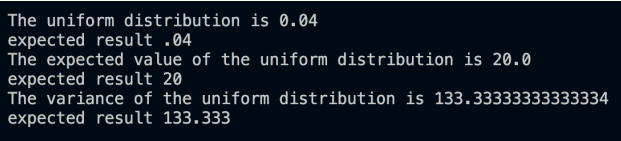 The uniform distribution is 0.04
expected result .04
The expected value of the uniform distribution is 20.0
expected result 20
The variance of the uniform distribution is 133.33333333333334
expected result 133.333